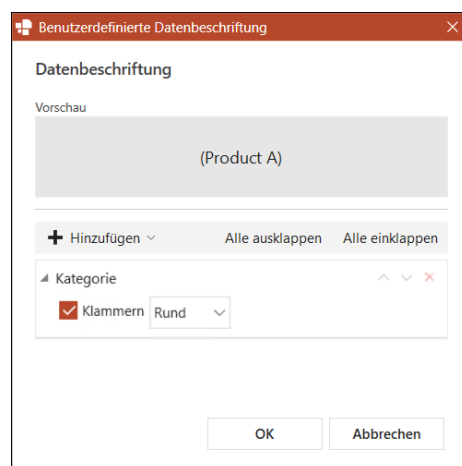 Benutzerdefinierte Datenbeschriftung
Datenbeschriftung
Vorschau
(Product A)
Hinzufügen Alle ausklappen Alle einklappen
Kategorie
Klammern Rund
OK Abbrechen